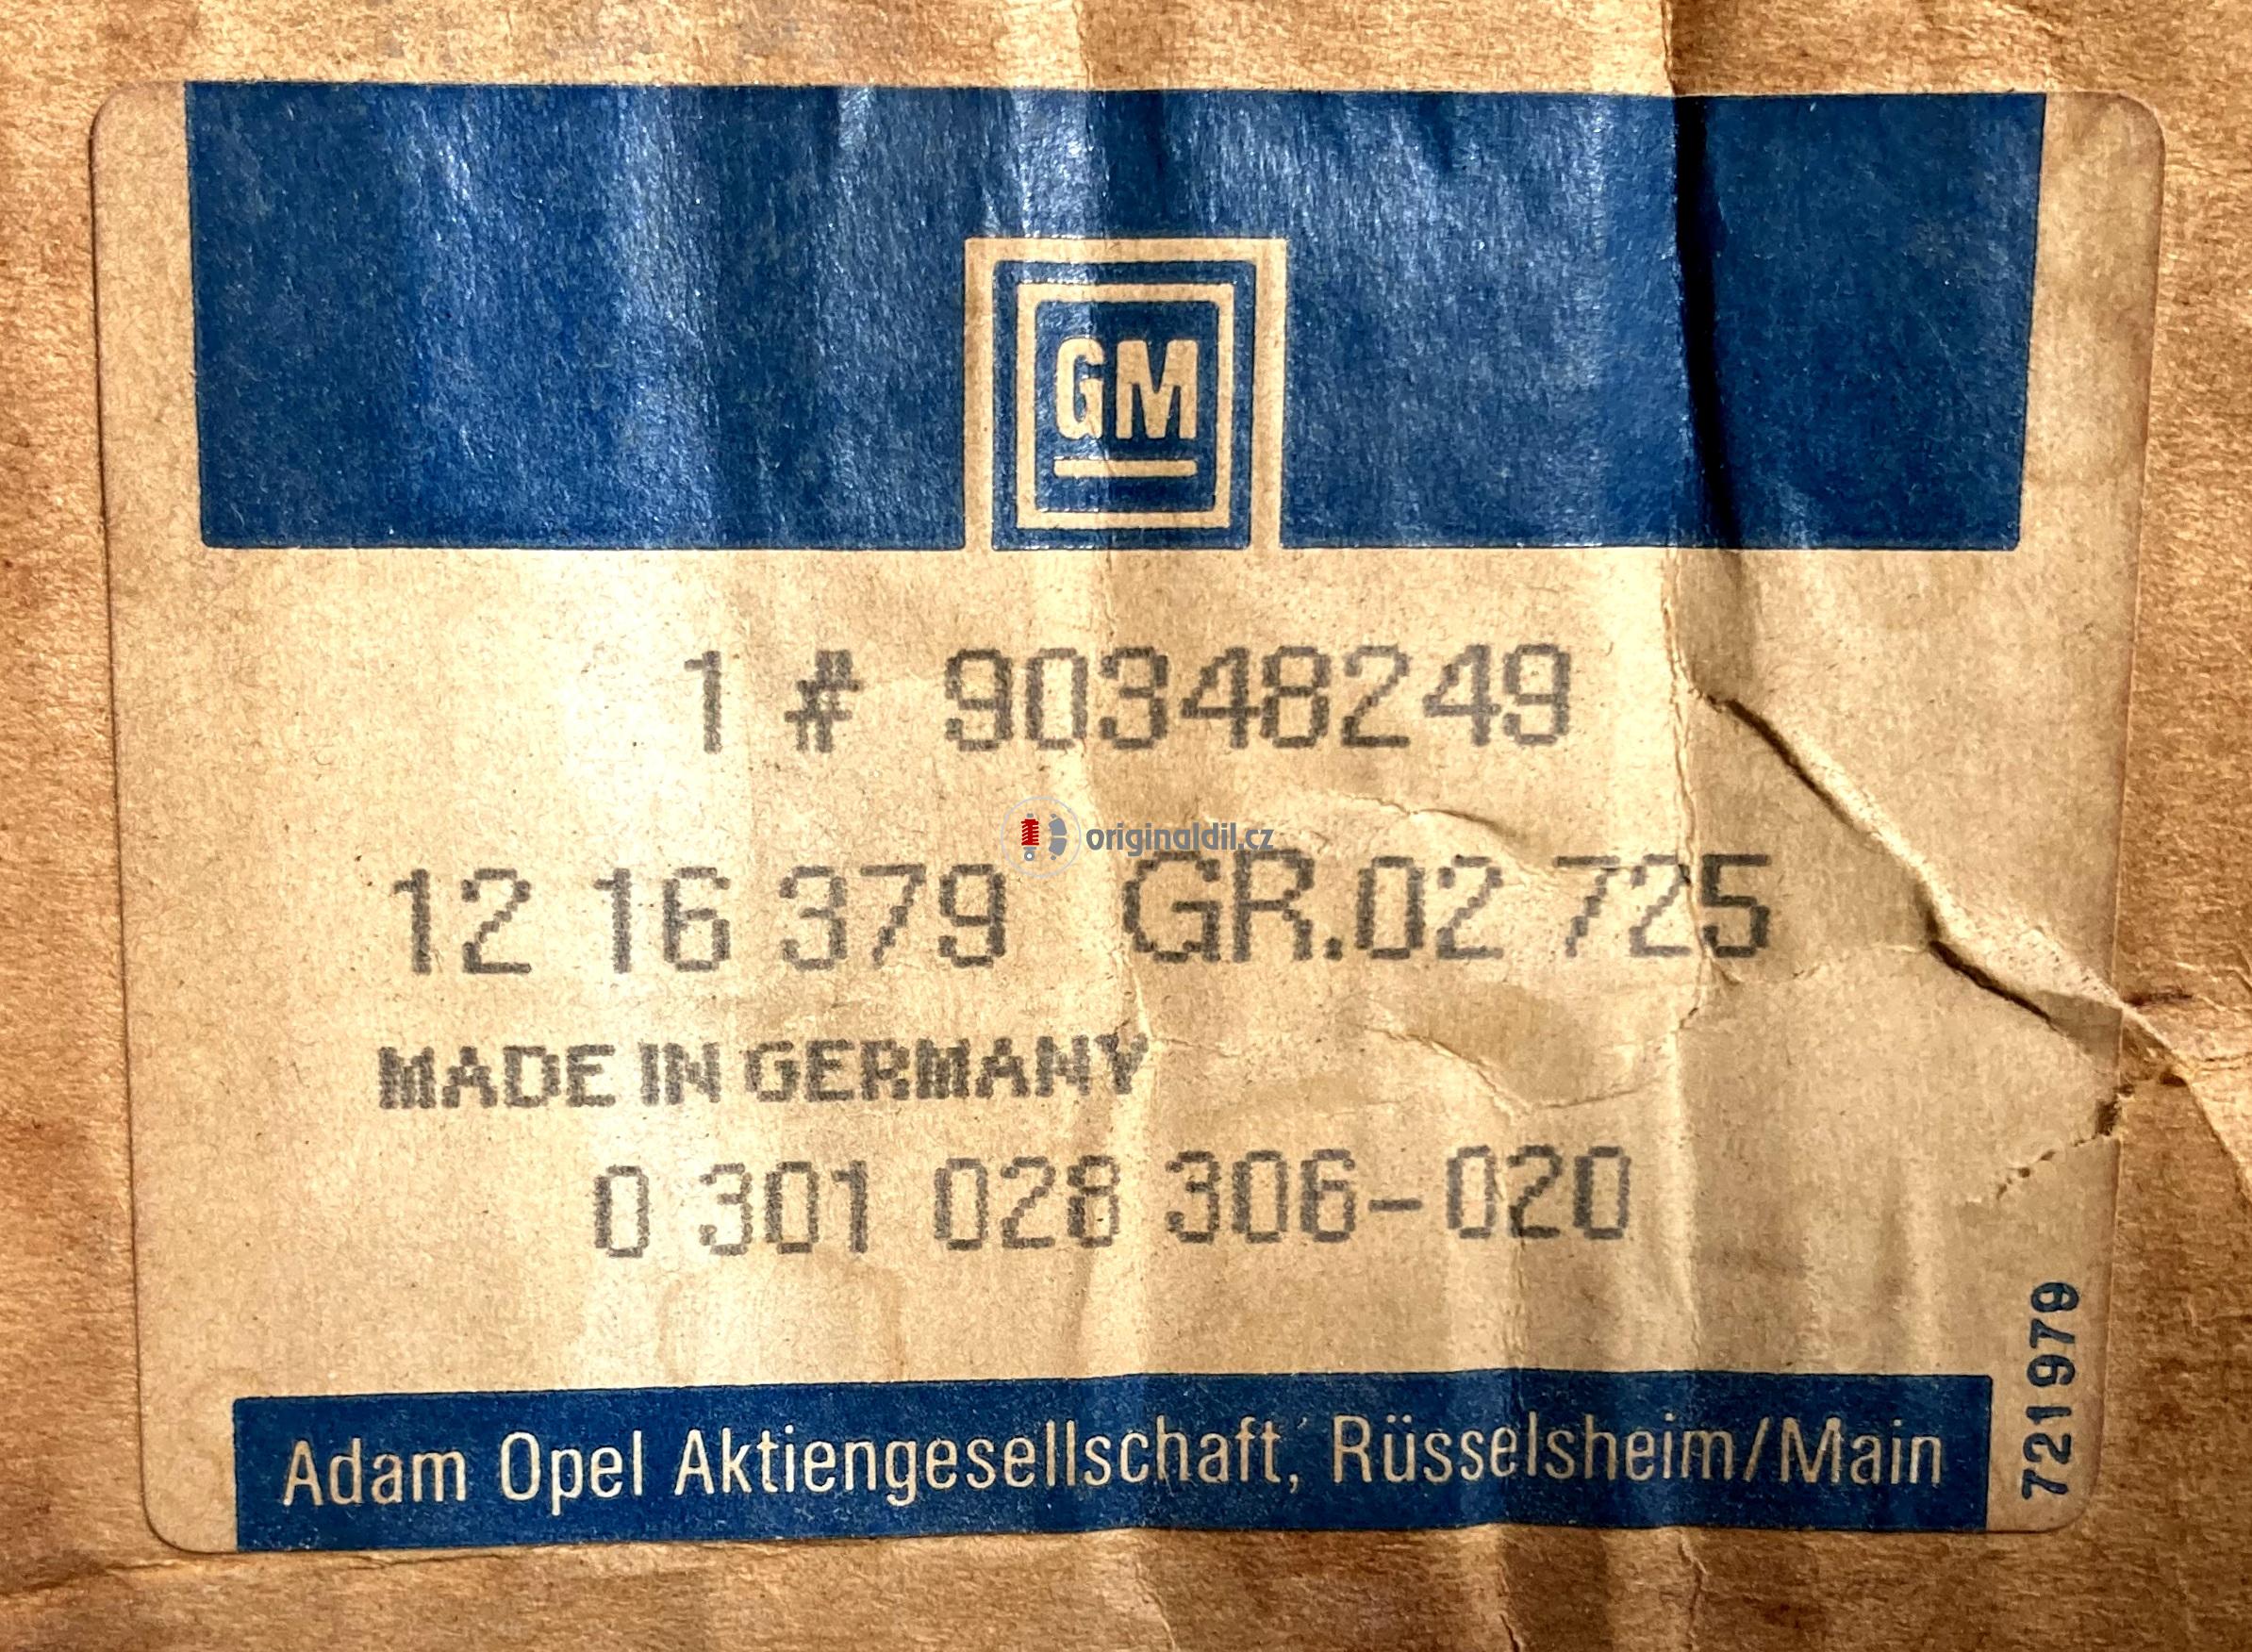 GM
1 # 90348249
originaldil.cz
12 16 379 GR.02 725
MADE IN GERMANY
0 301 028 306-020
721979
Adam Opel Aktiengesellschaft, Rüsselsheim/Main